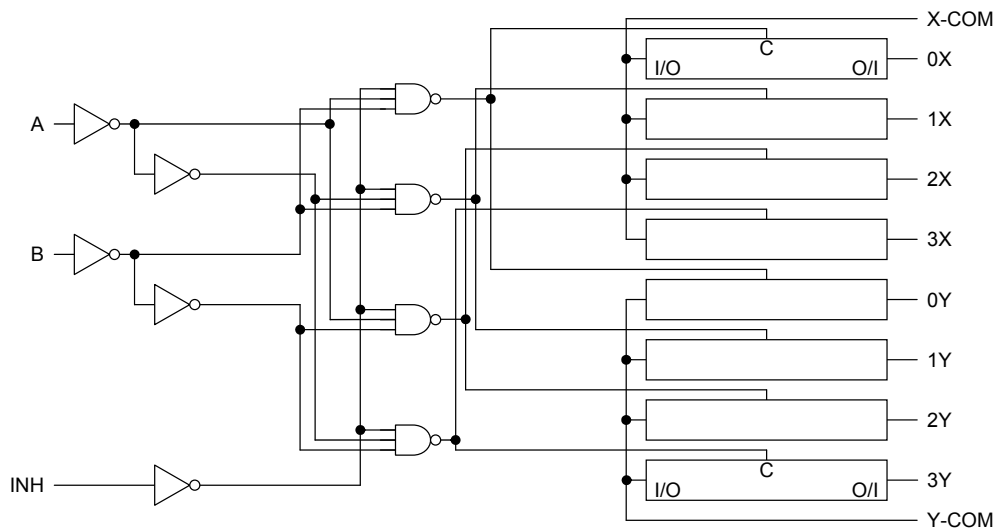 X-COM
C
I/O O/I
0X
A
1X
2X
B
3X
0Y
1Y
2Y
INH
C
I/O O/I
3Y
Y-COM